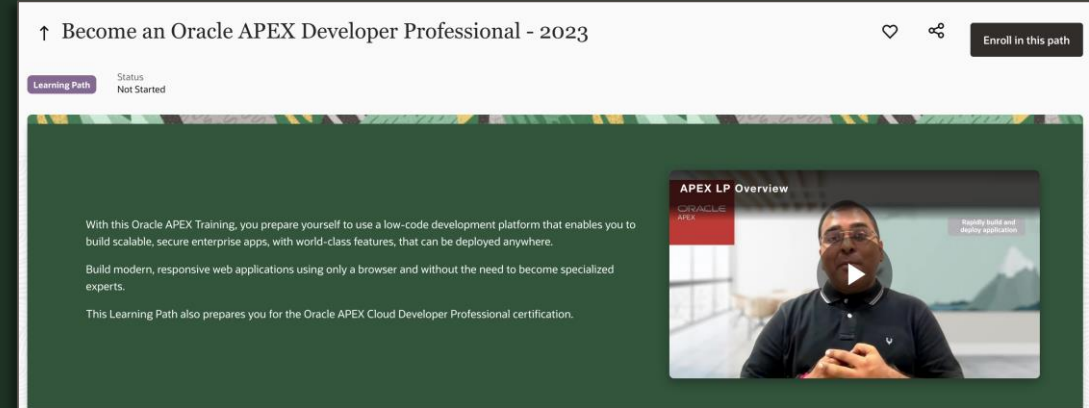 ↑ Become an Oracle APEX Developer Professional - 2023
Enroll in this path
Learning Path
Status
Not Started
With this Oracle APEX Training, you prepare yourself to use a low-code development platform that enables you to
build scalable, secure enterprise apps, with world-class features, that can be deployed anywhere.
Build modern, responsive web applications using only a browser and without the need to become specialized
experts.
This Learning Path also prepares you for the Oracle APEX Cloud Developer Professional certification.
APEX LP Overview
ORACLE
APEX
Rapidly build and
deploy application